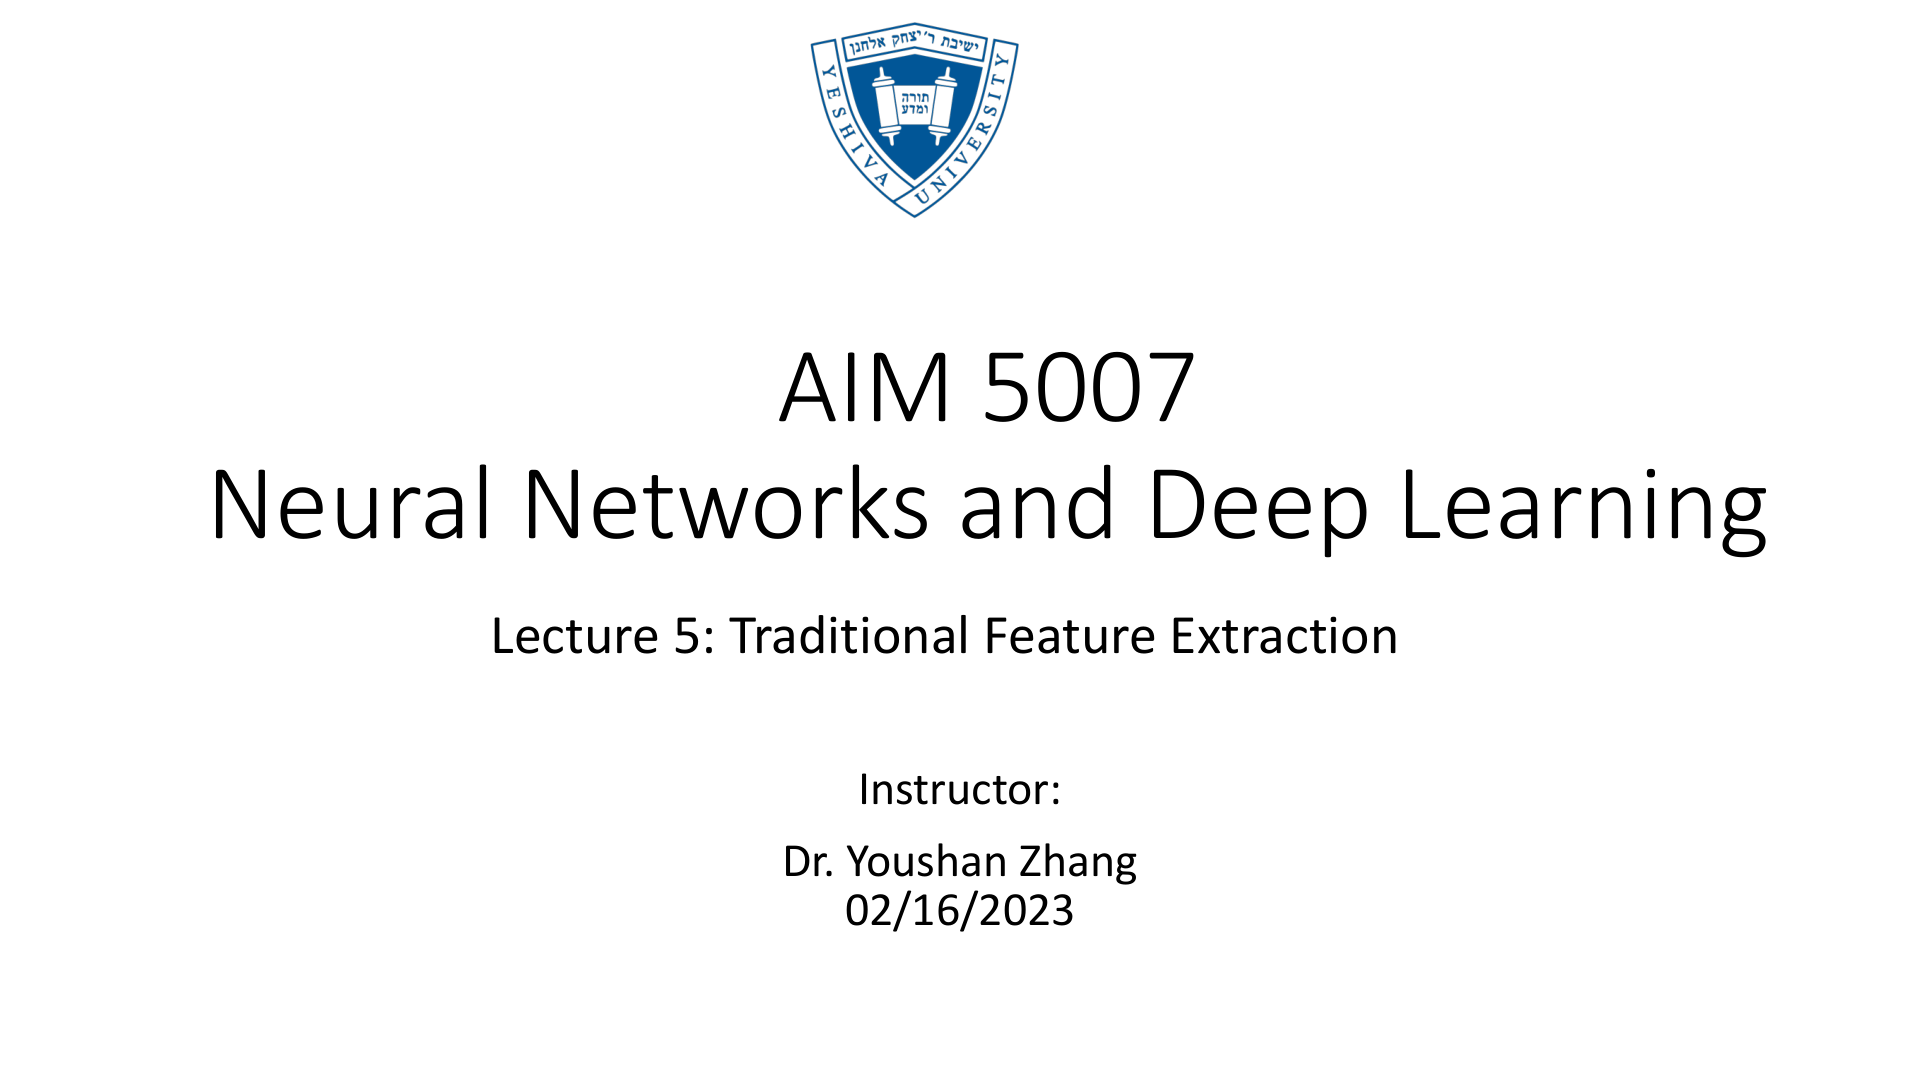 ישיבת ר' יצחק אלחנן
YESHIVA UNIVERSITY
תורה
ומדע
AIM 5007
Neural Networks and Deep Learning
Lecture 5: Traditional Feature Extraction
Instructor:
Dr. Youshan Zhang
02/16/2023